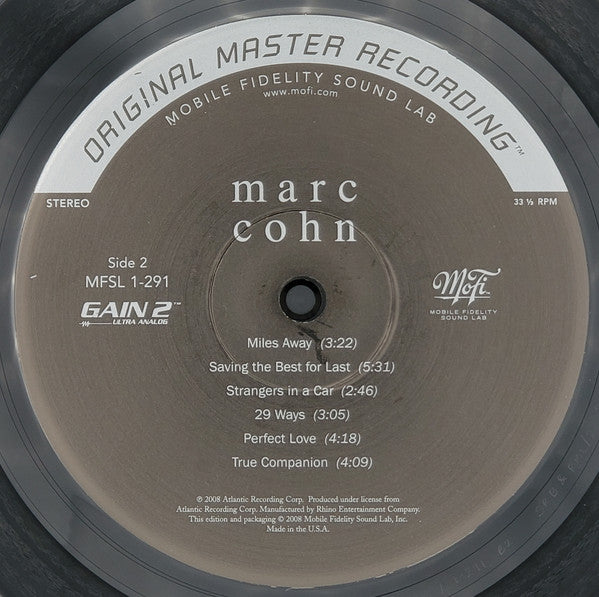 ORIGINAL MASTER RECORDING™
MOBILE FIDELITY SOUND LAB
www.mofi.com
STEREO
33 ⅓ RPM
marc
cohn
Side 2
MFSL 1-291
GAIN 2™
ULTRA ANALOG
MoFi
MOBILE FIDELITY
SOUND LAB
Miles Away (3:22)
Saving the Best for Last (5:31)
Strangers in a Car (2:46)
29 Ways (3:05)
Perfect Love (4:18)
True Companion (4:09)
℗ 2008 Atlantic Recording Corp. Produced under license from
Atlantic Recording Corp. Manufactured by Rhino Entertainment Company.
This edition and packaging © 2008 Mobile Fidelity Sound Lab, Inc.
Made in the U.S.A.